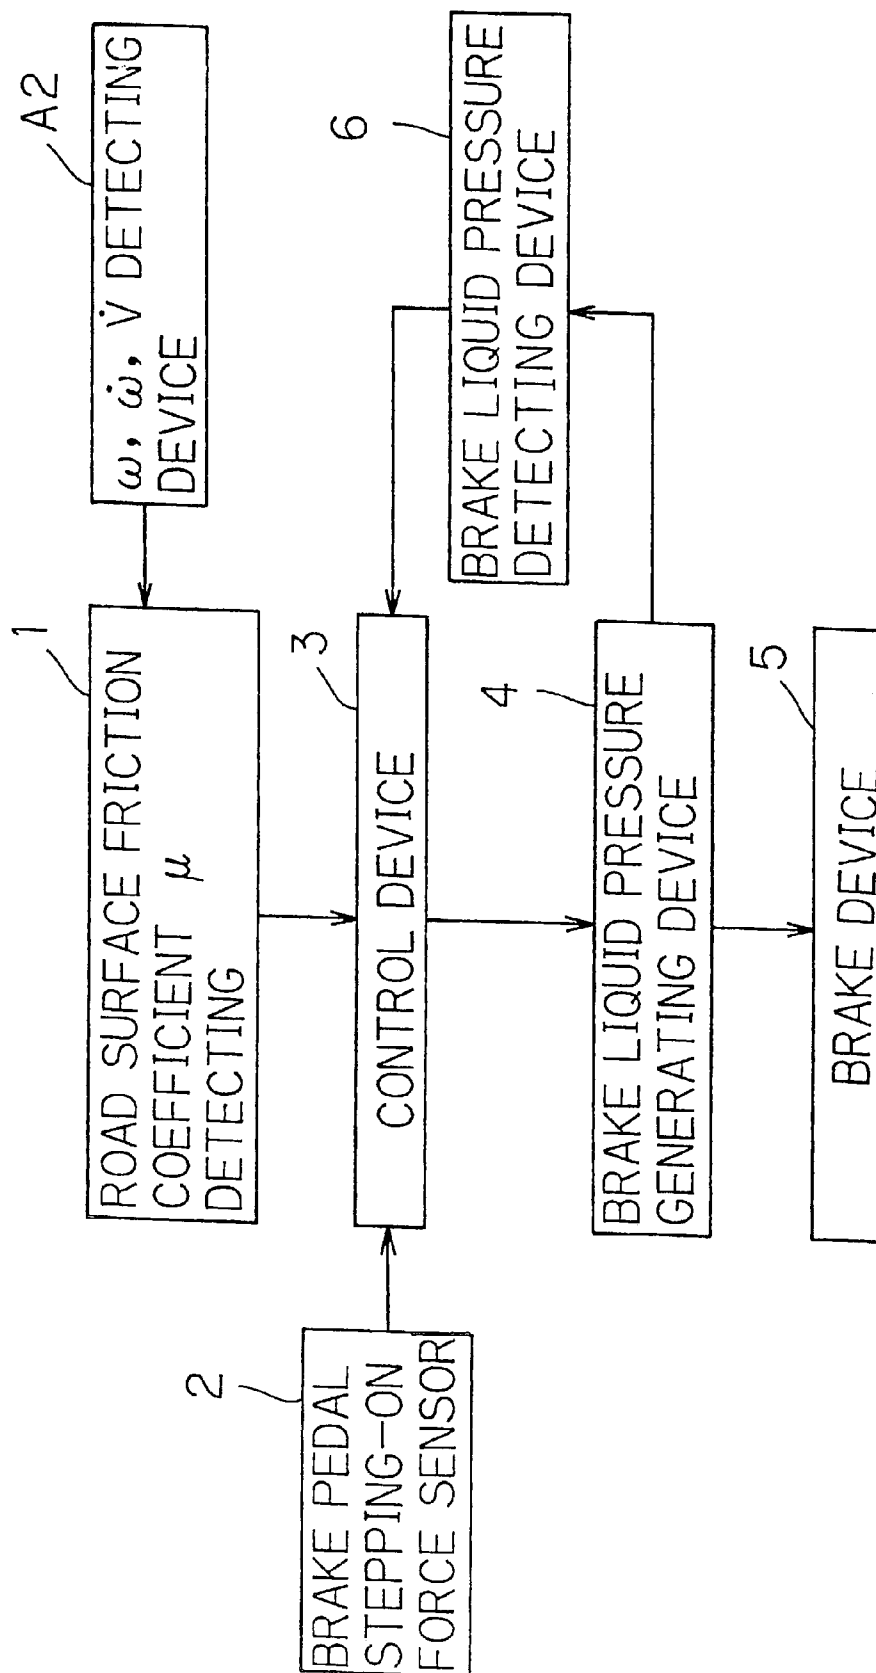 A2
ω, ω̇, V̇ DETECTING
DEVICE
1
ROAD SURFACE FRICTION
COEFFICIENT μ
DETECTING
6
BRAKE LIQUID PRESSURE
DETECTING DEVICE
3
CONTROL DEVICE
2
BRAKE PEDAL
STEPPING-ON
FORCE SENSOR
4
BRAKE LIQUID PRESSURE
GENERATING DEVICE
5
BRAKE DEVICE